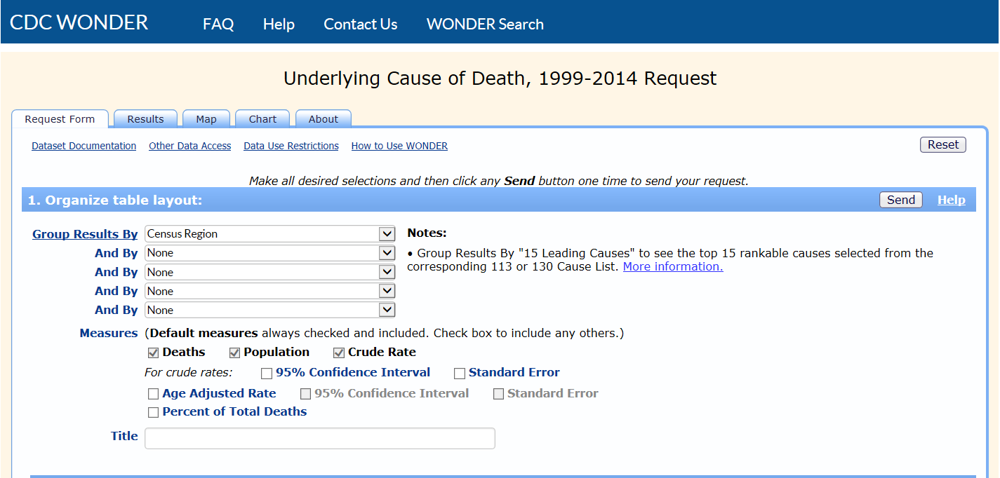 CDC WONDER FAQ Help Contact Us WONDER Search
Underlying Cause of Death, 1999-2014 Request
Request Form Results Map Chart About
Dataset Documentation Other Data Access Data Use Restrictions How to Use WONDER Reset
Make all desired selections and then click any Send button one time to send your request.
1. Organize table layout: Send Help
Group Results By Census Region
And By None
And By None
And By None
And By None
Notes:
• Group Results By "15 Leading Causes" to see the top 15 rankable causes selected from the
corresponding 113 or 130 Cause List. More information.
Measures (Default measures always checked and included. Check box to include any others.)
Deaths Population Crude Rate
For crude rates: 95% Confidence Interval Standard Error
Age Adjusted Rate 95% Confidence Interval Standard Error
Percent of Total Deaths
Title